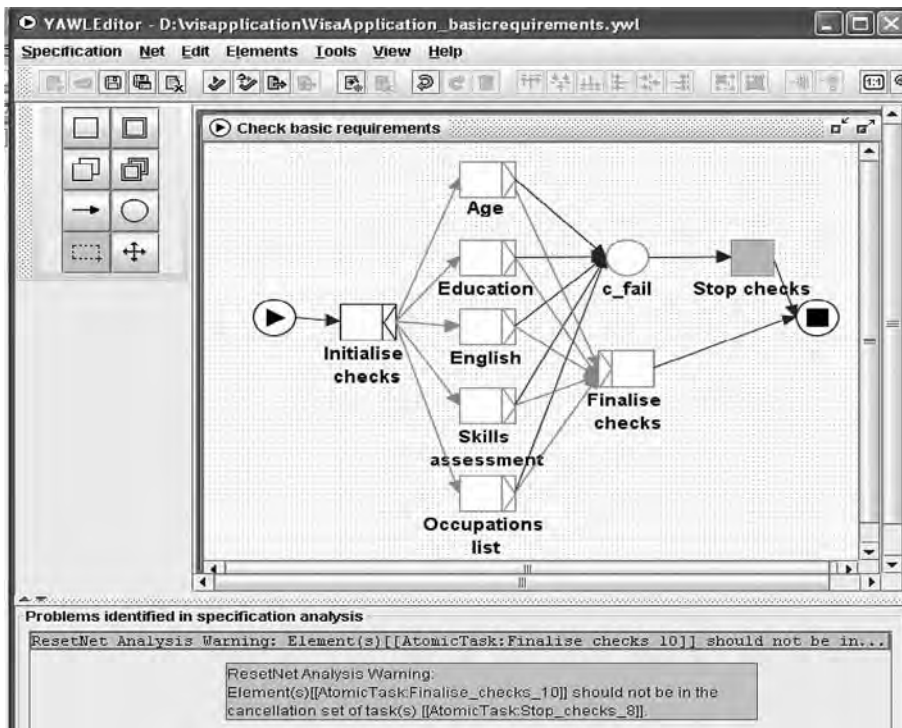 YAWLEditor - D:\visapplication\VisaApplication_basicrequirements.ywl
Specification Net Edit Elements Tools View Help
1:1
Check basic requirements
Age
Education
c_fail
Stop checks
English
Initialise
checks
Finalise
checks
Skills
assessment
Occupations
list
Problems identified in specification analysis
ResetNet Analysis Warning: Element(s)[[AtomicTask:Finalise checks 10]] should not be in...
ResetNet Analysis Warning:
Element(s)[[AtomicTask:Finalise_checks_10]] should not be in the
cancellation set of task(s) [[AtomicTask:Stop_checks_8]].